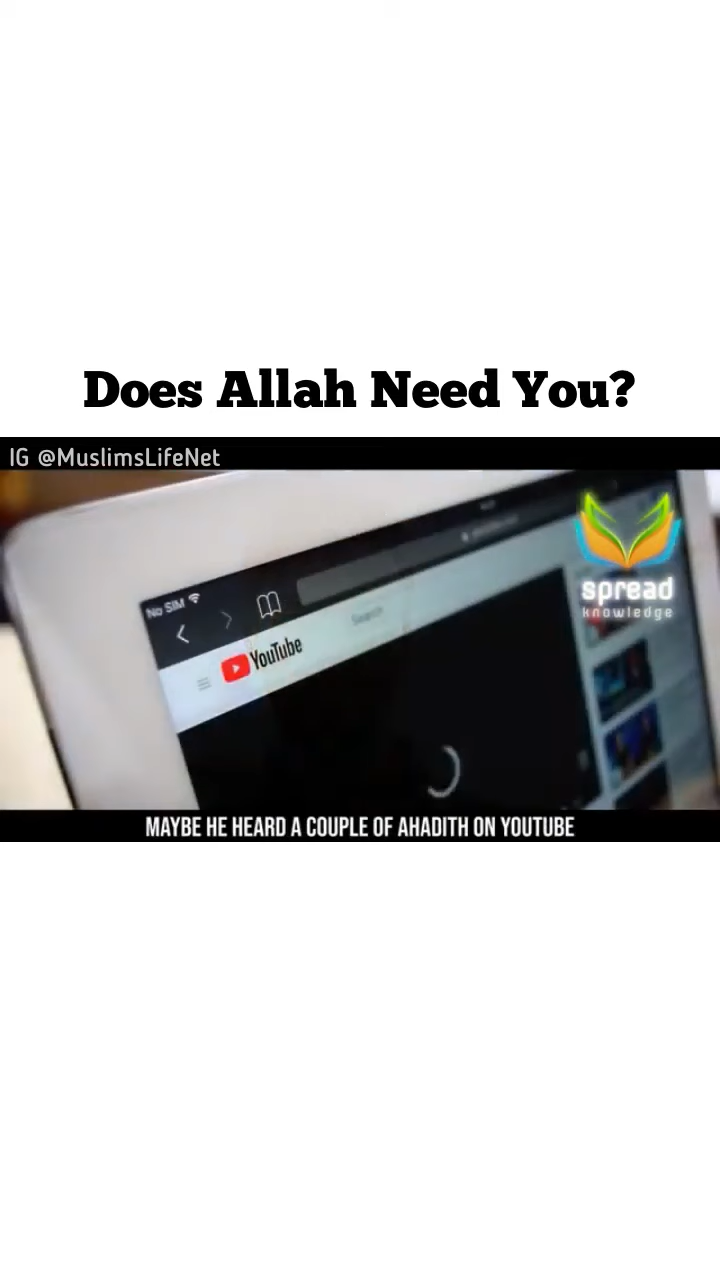 Does Allah Need You?
IG @MuslimsLifeNet
spread
knowledge
No SIM
YouTube
Search
MAYBE HE HEARD A COUPLE OF AHADITH ON YOUTUBE